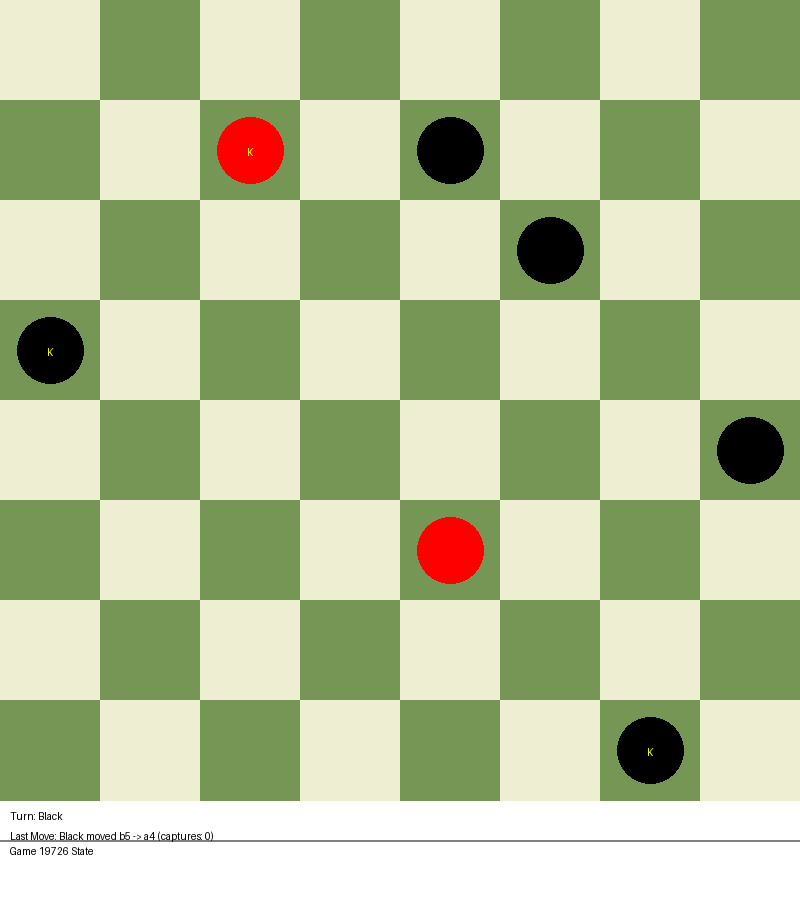 K
K
K
Turn: Black
Last Move: Black moved b5 -> a4 (captures: 0)
Game 19726 State